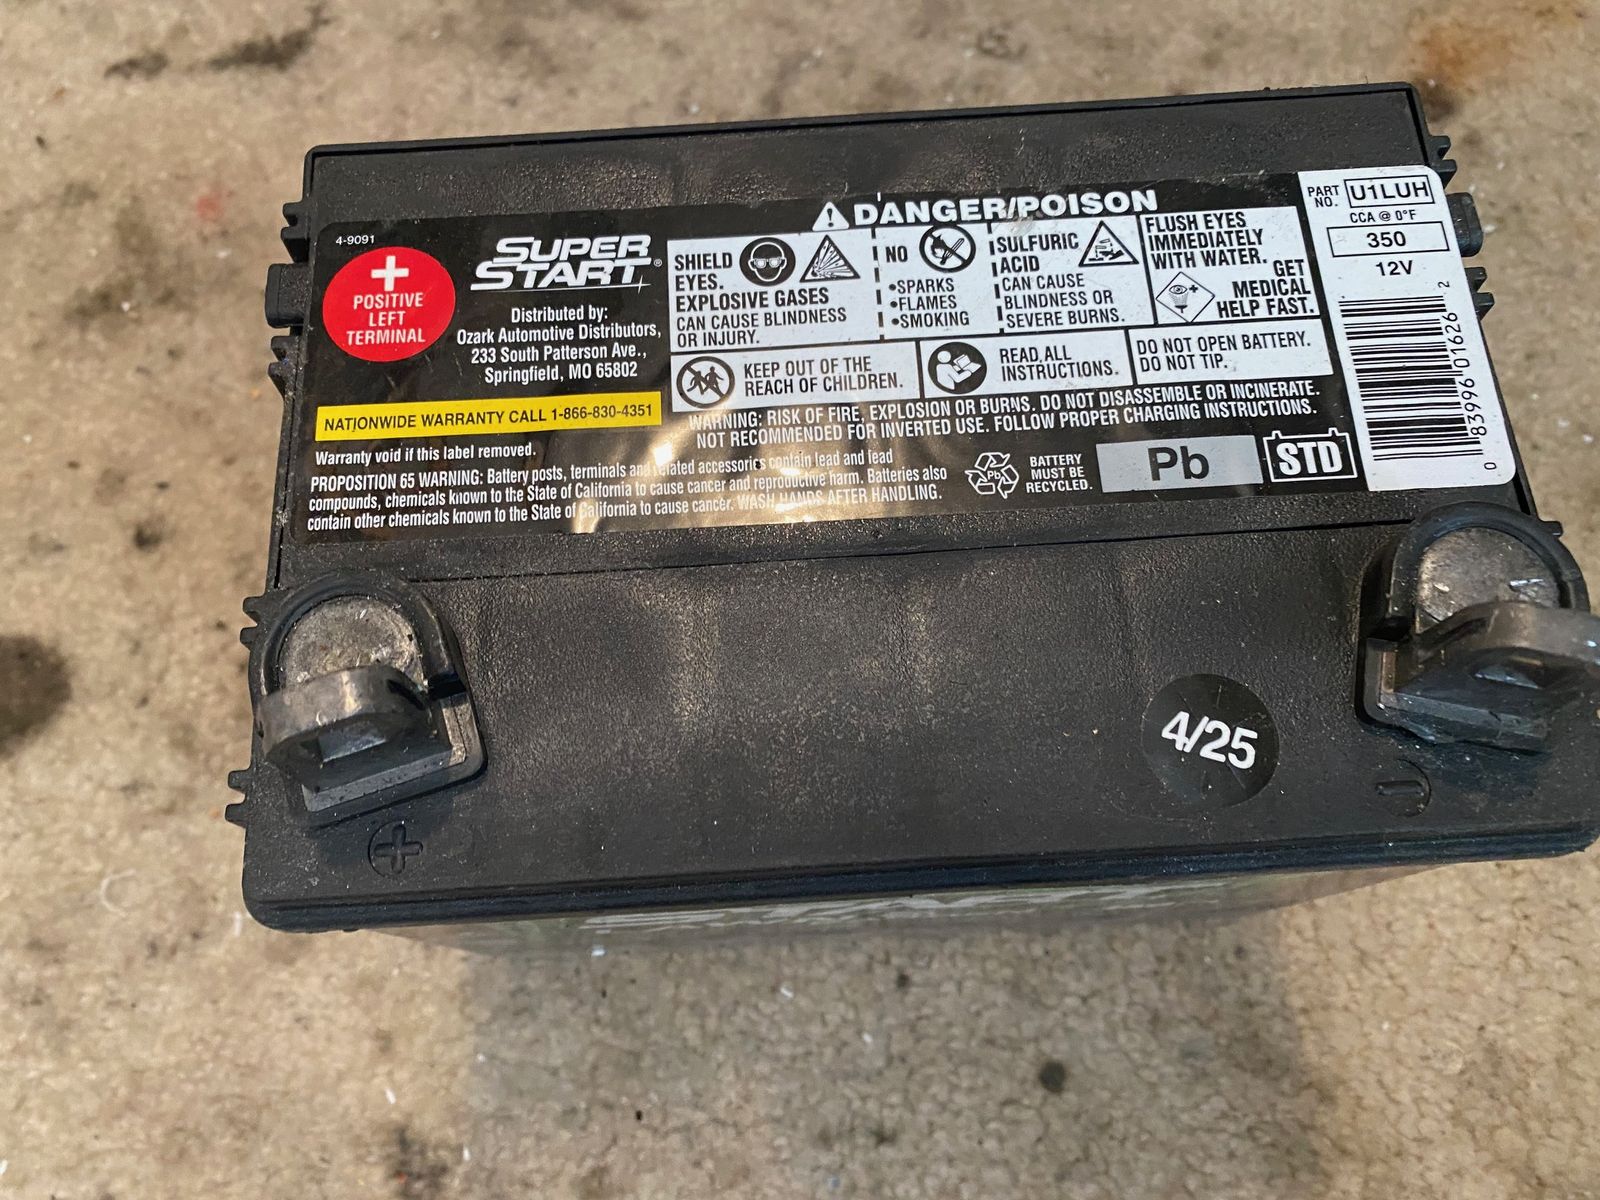 4-9091
+
POSITIVE
LEFT
TERMINAL
SUPER
START®
Distributed by:
Ozark Automotive Distributors,
233 South Patterson Ave.,
Springfield, MO 65802
NATIONWIDE WARRANTY CALL 1-866-830-4351
Warranty void if this label removed.
PROPOSITION 65 WARNING: Battery posts, terminals and related accessories contain lead and lead
compounds, chemicals known to the State of California to cause cancer and reproductive harm. Batteries also
contain other chemicals known to the State of California to cause cancer. WASH HANDS AFTER HANDLING.
DANGER/POISON
SHIELD
EYES.
EXPLOSIVE GASES
CAN CAUSE BLINDNESS
OR INJURY.
NO
•SPARKS
•FLAMES
•SMOKING
SULFURIC
ACID
CAN CAUSE
BLINDNESS OR
SEVERE BURNS.
FLUSH EYES
IMMEDIATELY
WITH WATER.
GET
MEDICAL
HELP FAST.
KEEP OUT OF THE
REACH OF CHILDREN.
READ ALL
INSTRUCTIONS.
DO NOT OPEN BATTERY.
DO NOT TIP.
WARNING: RISK OF FIRE, EXPLOSION OR BURNS. DO NOT DISASSEMBLE OR INCINERATE.
NOT RECOMMENDED FOR INVERTED USE. FOLLOW PROPER CHARGING INSTRUCTIONS.
Pb
BATTERY
MUST BE
RECYCLED.
Pb
STD
PART
NO.
U1LUH
CCA @ 0°F
350
12V
0 83996 01626 2
4/25
+
-